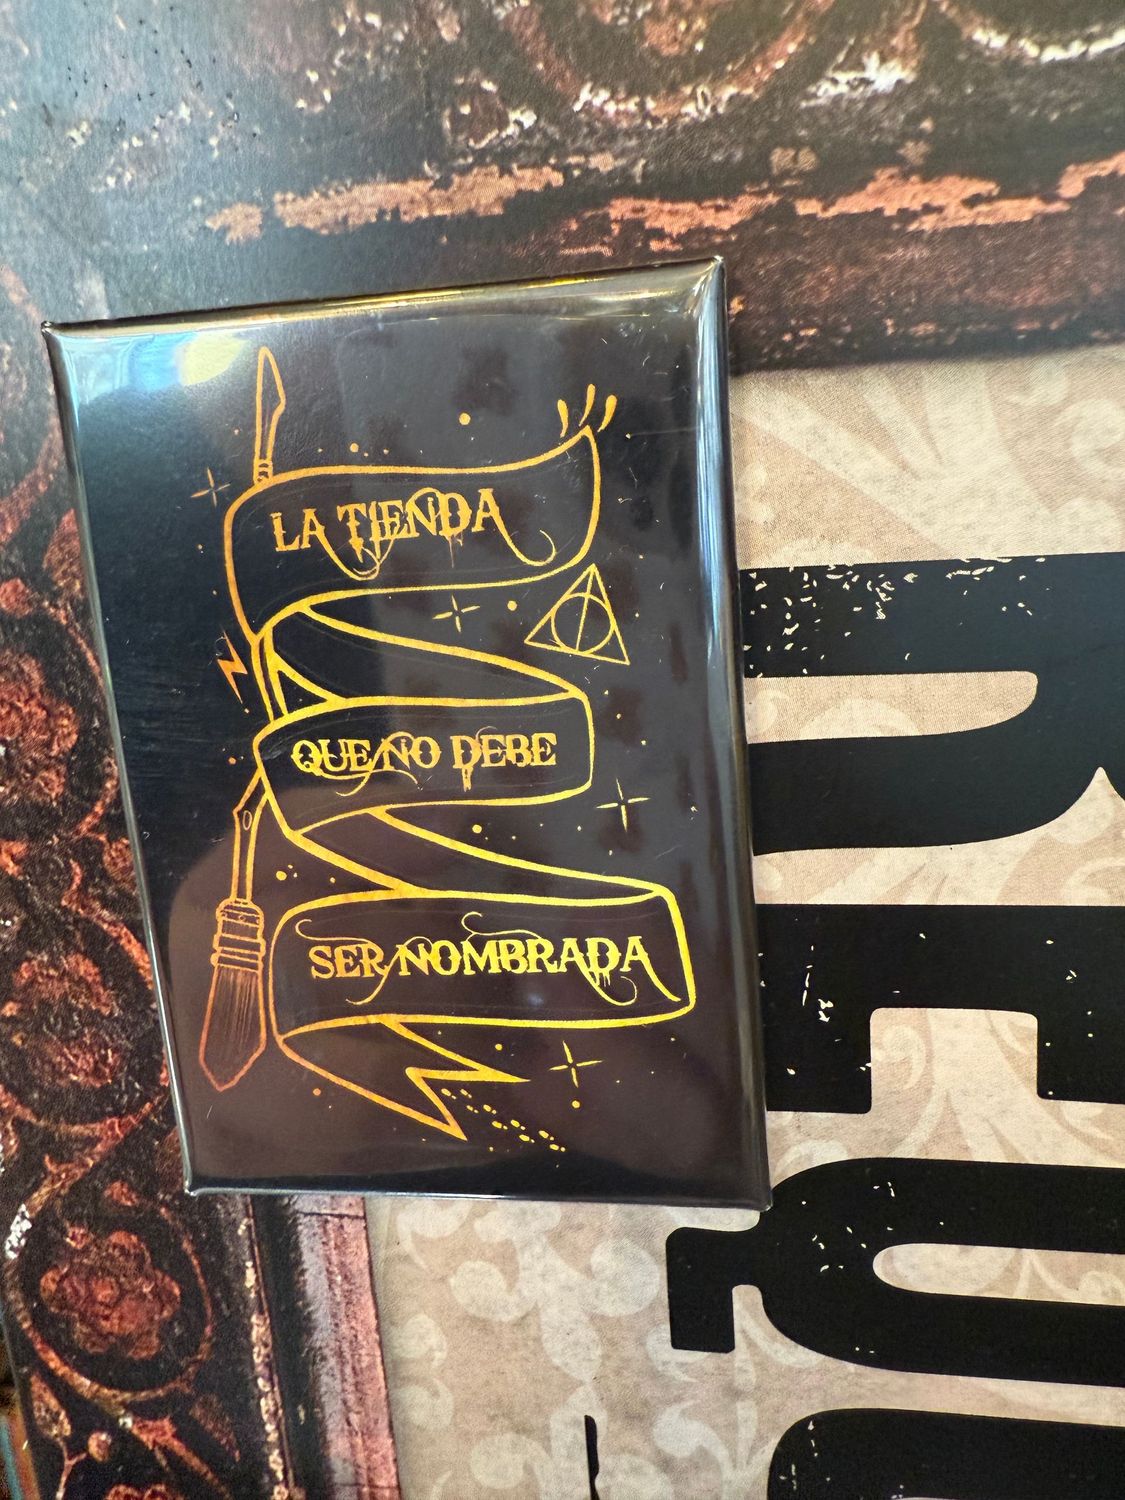 LA TIENDA
QUE NO DEBE
SER NOMBRADA